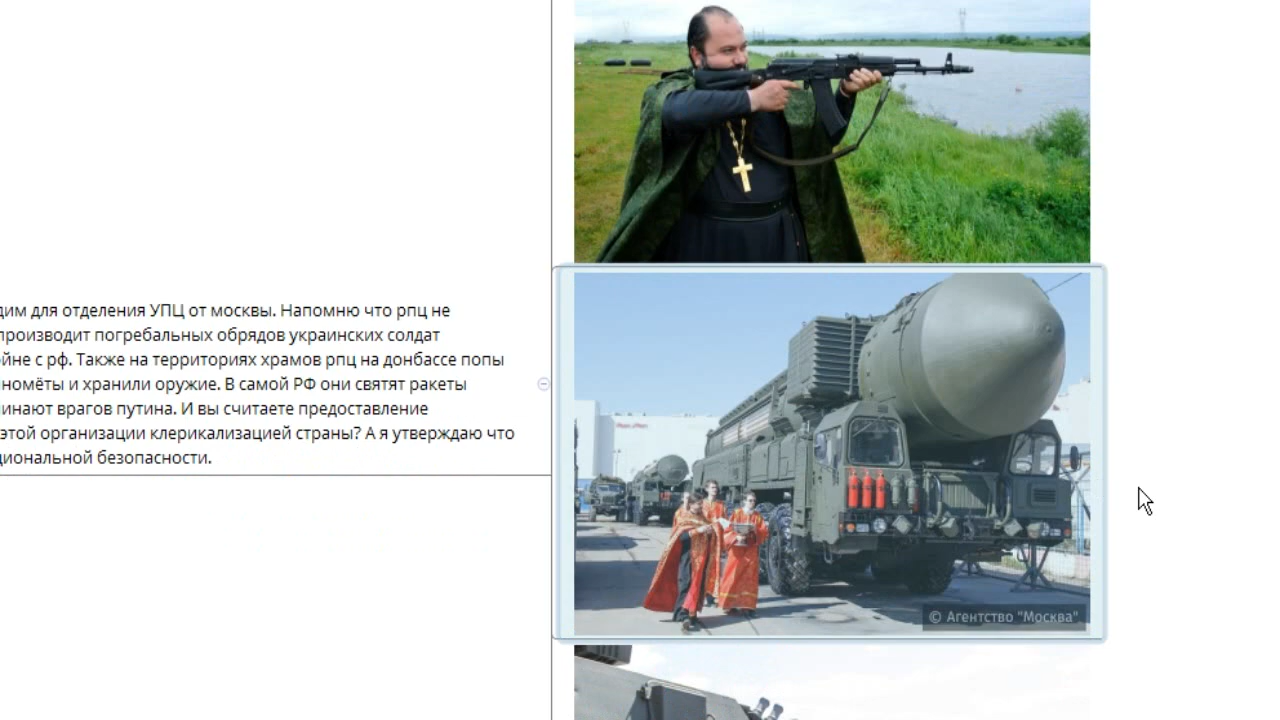 дим для отделения УПЦ от москвы. Напомню что рпц не
производит погребальных обрядов украинских солдат
йне с рф. Также на территориях храмов рпц на донбассе попы
номёты и хранили оружие. В самой РФ они святят ракеты
инают врагов путина. И вы считаете предоставление
этой организации клерикализацией страны? А я утверждаю что
циональной безопасности.
© Агентство "Москва"